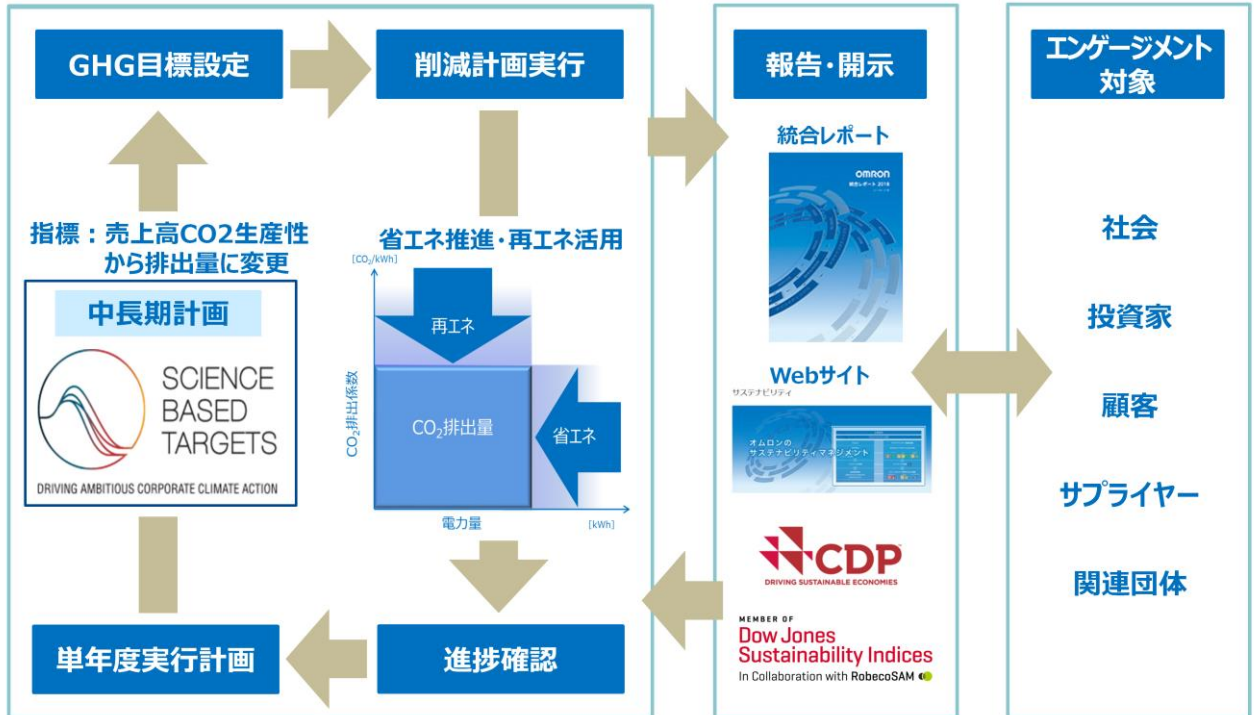 GHG目標設定
削減計画実行
報告・開示
エンゲージメント
対象
指標：売上高CO2生産性
から排出量に変更
中長期計画
SCIENCE
BASED
TARGETS
DRIVING AMBITIOUS CORPORATE CLIMATE ACTION
省エネ推進・再エネ活用
[CO₂/kWh]
再エネ
CO₂排出係数
CO₂排出量
省エネ
電力量
[kWh]
単年度実行計画
進捗確認
統合レポート
OMRON
統合レポート 2018
Webサイト
サステナビリティ
オムロンの
サステナビリティマネジメント
CDP
DRIVING SUSTAINABLE ECONOMIES
MEMBER OF
Dow Jones
Sustainability Indices
In Collaboration with RobecoSAM
社会
投資家
顧客
サプライヤー
関連団体